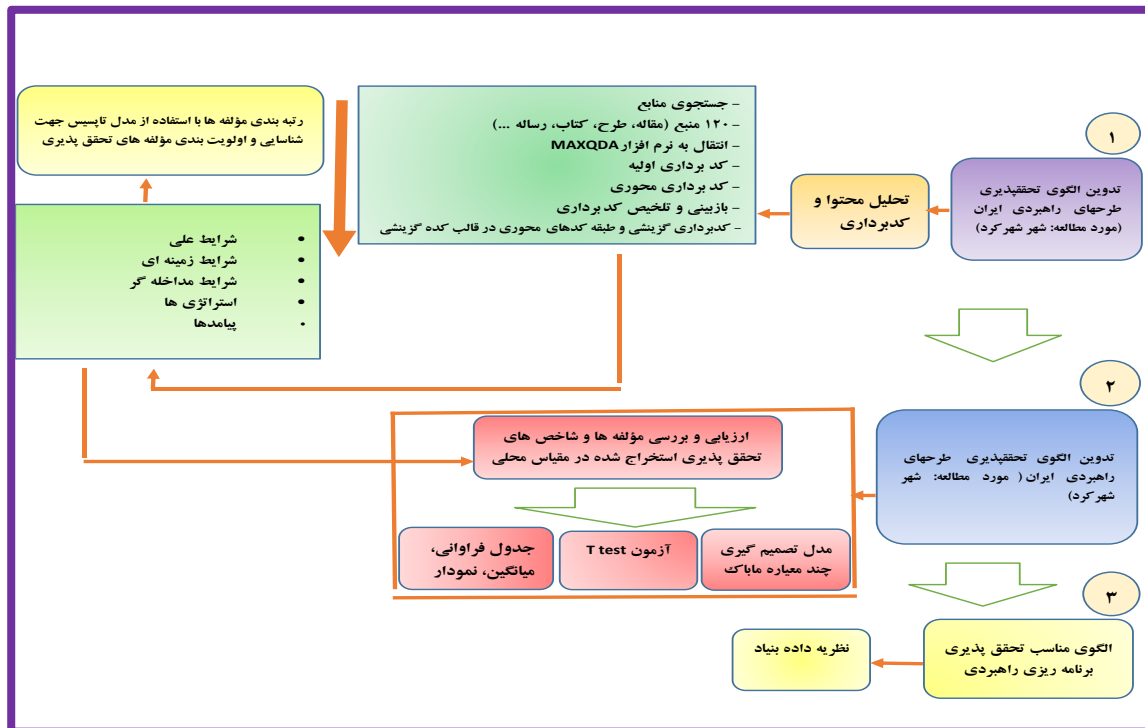 ۱
تدوین الگوی تحققپذیری
طرحهای راهبردی ایران
(مورد مطالعه: شهر شهرکرد)
تحلیل محتوا و
کدبرداری
- جستجوی منابع
- ۱۲۰ منبع (مقاله، طرح، کتاب، رساله ...)
- انتقال به نرم افزار MAXQDA
- کد برداری اولیه
- کد برداری محوری
- بازبینی و تلخیص کد برداری
- کدبرداری گزینشی و طبقه کدهای محوری در قالب کده گزینشی
رتبه بندی مؤلفه ها با استفاده از مدل تاپسیس جهت
شناسایی و اولویت بندی مؤلفه های تحقق پذیری
• شرایط علی
• شرایط زمینه ای
• شرایط مداخله گر
• استراتژی ها
• پیامدها
۲
تدوین الگوی تحققپذیری طرحهای
راهبردی ایران( مورد مطالعه: شهر
شهرکرد)
ارزیابی و بررسی مؤلفه ها و شاخص های
تحقق پذیری استخراج شده در مقیاس محلی
مدل تصمیم گیری
چند معیاره ماباک
آزمون T test
جدول فراوانی،
میانگین، نمودار
۳
الگوی مناسب تحقق پذیری
برنامه ریزی راهبردی
نظریه داده بنیاد